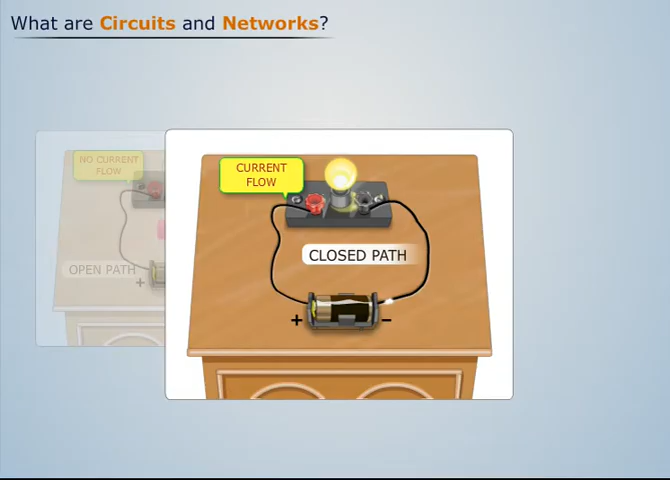 What are Circuits and Networks?
NO CURRENT
FLOW
OPEN PATH
+
CURRENT
FLOW
CLOSED PATH
+ −